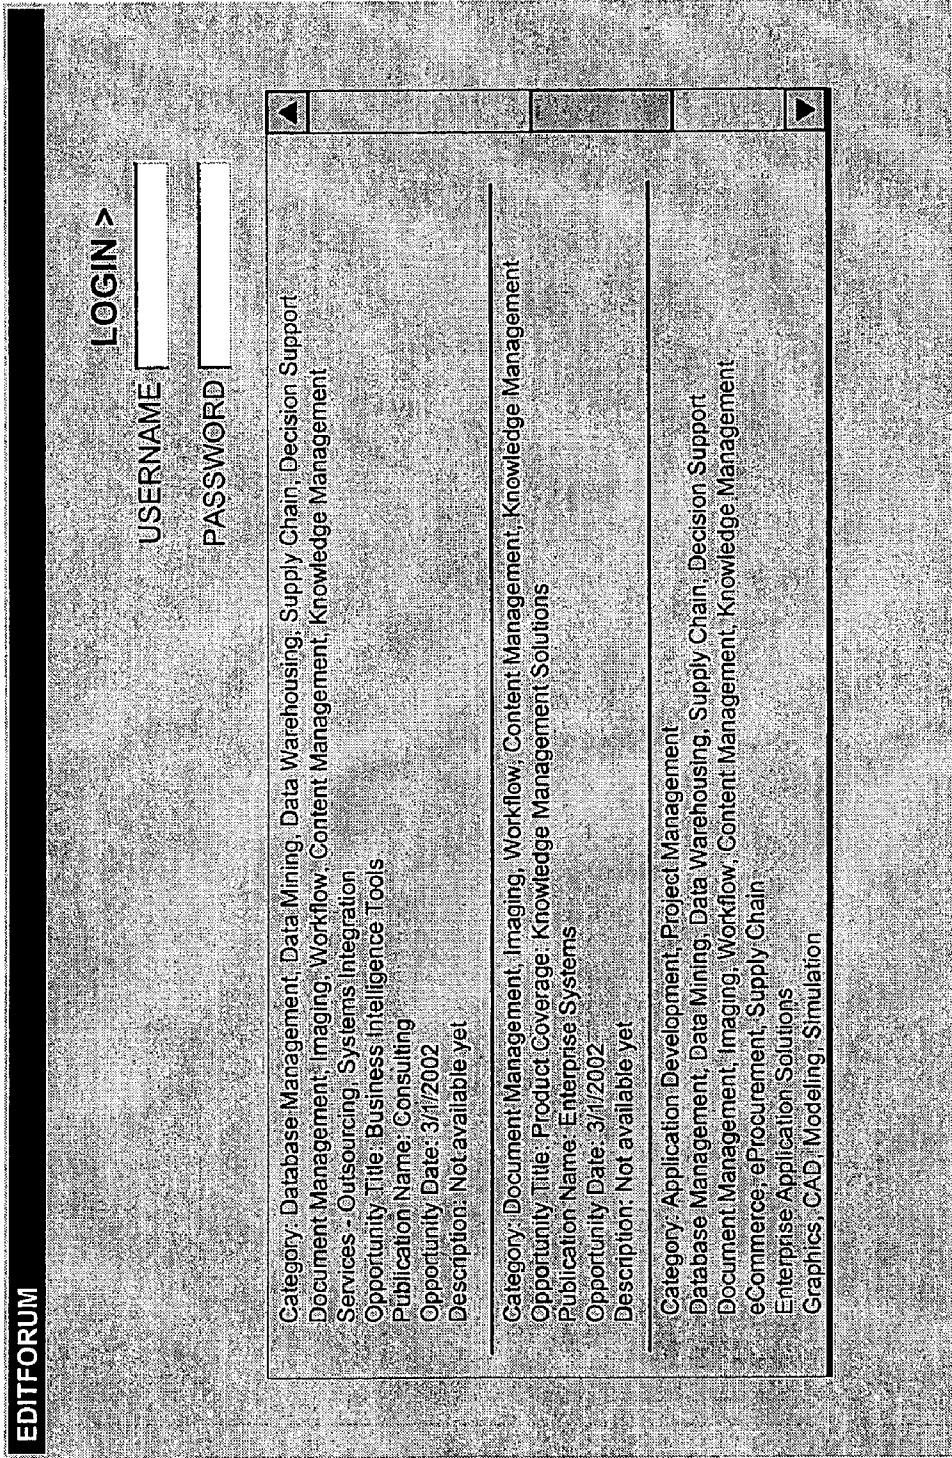 EDITFORUM
LOGIN >
USERNAME
PASSWORD
Category: Database Management, Data Mining, Data Warehousing, Supply Chain, Decision Support
Document Management, Imaging, Workflow, Content Management, Knowledge Management
Services - Outsourcing, Systems Integration
Opportunity Title: Business Intelligence Tools
Publication Name: Consulting
Opportunity Date: 3/1/2002
Description: Not available yet
Category: Document Management, Imaging, Workflow, Content Management, Knowledge Management
Opportunity Title: Product Coverage: Knowledge Management Solutions
Publication Name: Enterprise Systems
Opportunity Date: 3/1/2002
Description: Not available yet
Category: Application Development, Project Management
Database Management, Data Mining, Data Warehousing, Supply Chain, Decision Support
Document Management, Imaging, Workflow, Content Management, Knowledge Management
eCommerce, eProcurement, Supply Chain
Enterprise Application Solutions
Graphics, CAD, Modeling, Simulation